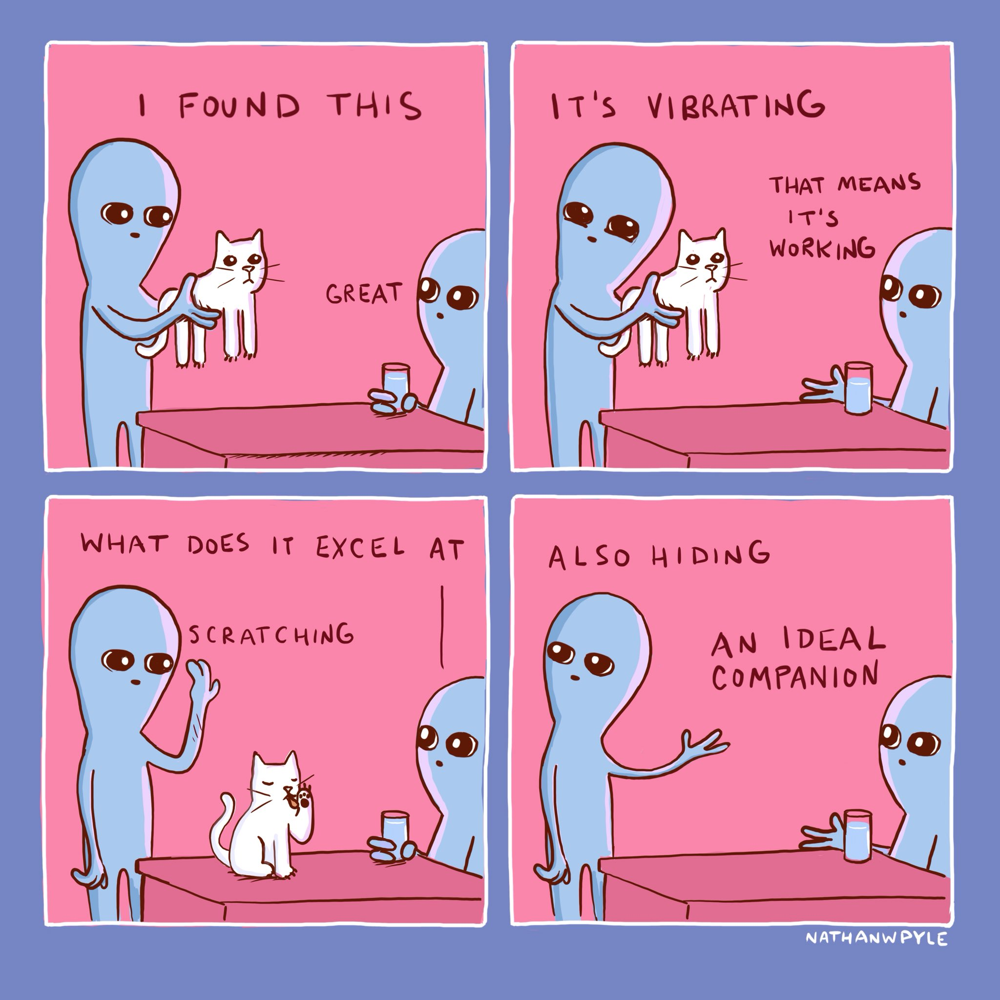 I FOUND THIS
GREAT
IT'S VIBRATING
THAT MEANS
IT'S
WORKING
WHAT DOES IT EXCEL AT
SCRATCHING
ALSO HIDING
AN IDEAL
COMPANION
NATHANWPYLE